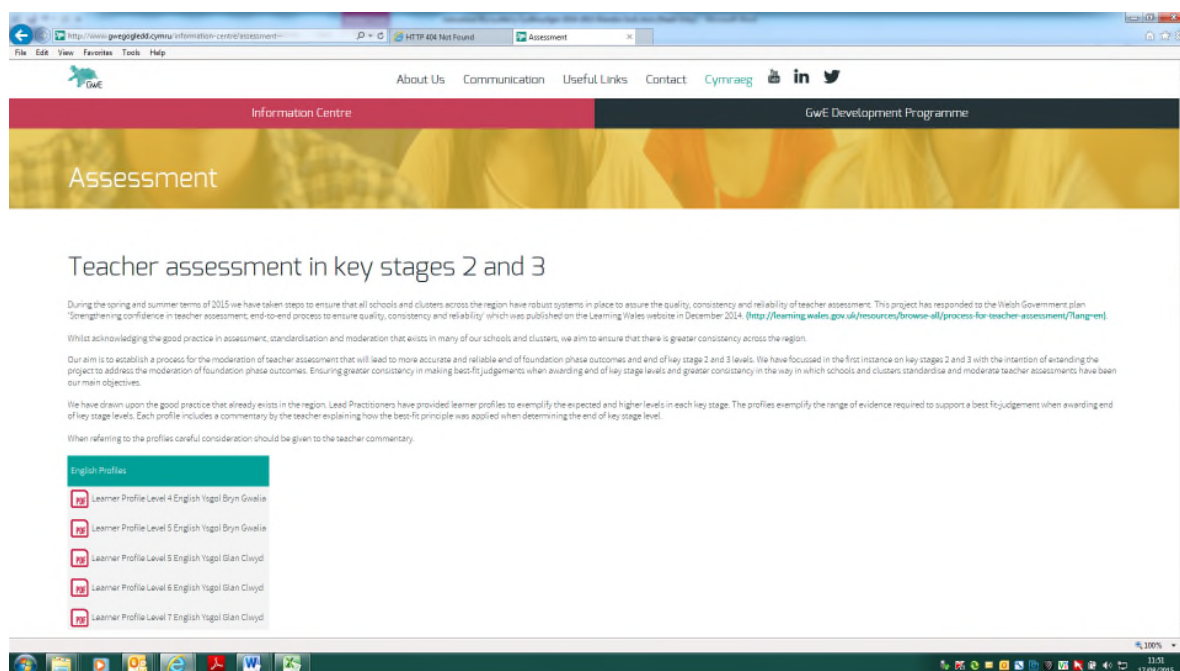 http://www.gwegogledd.cymru/information-centre/assessment
HTTP 404 Not Found
Assessment
File Edit View Favorites Tools Help
GwE
About Us Communication Useful Links Contact Cymraeg
Information Centre
GwE Development Programme
Assessment
Teacher assessment in key stages 2 and 3
During the spring and summer terms of 2015 we have taken steps to ensure that all schools and clusters across the region have robust systems in place to assure the quality, consistency and reliability of teacher assessment. This project has responded to the Welsh Government plan
'Strengthening confidence in teacher assessment; end-to-end process to ensure quality, consistency and reliability' which was published on the Learning Wales website in December 2014. (http://learning.wales.gov.uk/resources/browse-all/process-for-teacher-assessment/?lang=en).
Whilst acknowledging the good practice in assessment, standardisation and moderation that exists in many of our schools and clusters, we aim to ensure that there is greater consistency across the region.
Our aim is to establish a process for the moderation of teacher assessment that will lead to more accurate and reliable end of foundation phase outcomes and end of key stage 2 and 3 levels. We have focussed in the first instance on key stages 2 and 3 with the intention of extending the
project to address the moderation of foundation phase outcomes. Ensuring greater consistency in making best-fit judgements when awarding end of key stage levels and greater consistency in the way in which schools and clusters standardise and moderate teacher assessments have been
our main objectives.
We have drawn upon the good practice that already exists in the region. Lead Practitioners have provided learner profiles to exemplify the expected and higher levels in each key stage. The profiles exemplify the range of evidence required to support a best fit-judgement when awarding end
of key stage levels. Each profile includes a commentary by the teacher explaining how the best-fit principle was applied when determining the end of key stage level.
When referring to the profiles careful consideration should be given to the teacher commentary.
English Profiles
PDF Learner Profile Level 4 English Ysgol Bryn Gwalia
PDF Learner Profile Level 5 English Ysgol Bryn Gwalia
PDF Learner Profile Level 5 English Ysgol Glan Clwyd
PDF Learner Profile Level 6 English Ysgol Glan Clwyd
PDF Learner Profile Level 7 English Ysgol Glan Clwyd
100%
11:51
17/08/2015